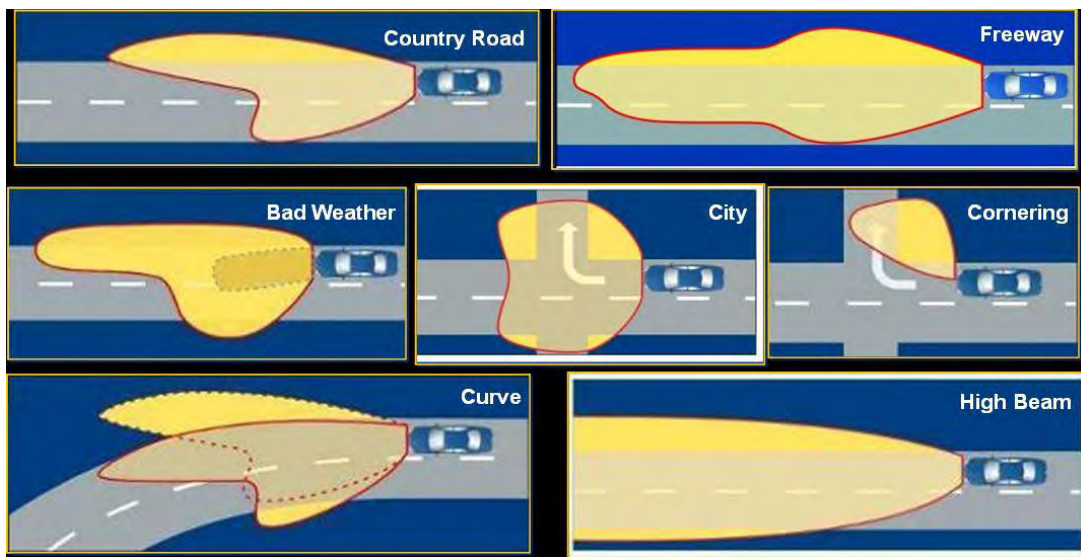 Country Road
Freeway
Bad Weather
City
Cornering
Curve
High Beam